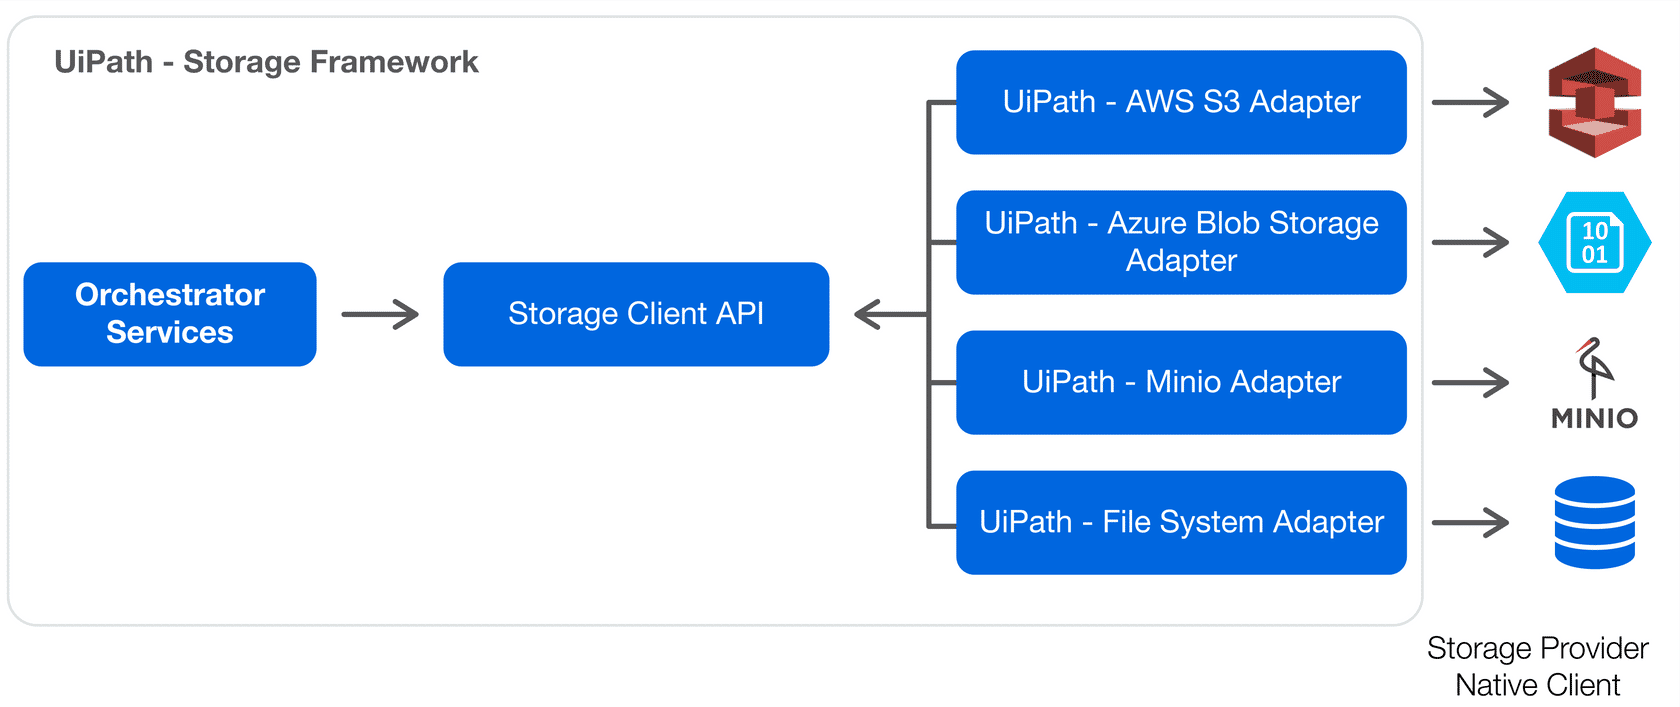 UiPath - Storage Framework
Orchestrator
Services
Storage Client API
UiPath - AWS S3 Adapter
UiPath - Azure Blob Storage
Adapter
10
01
UiPath - Minio Adapter
MINIO
UiPath - File System Adapter
Storage Provider
Native Client